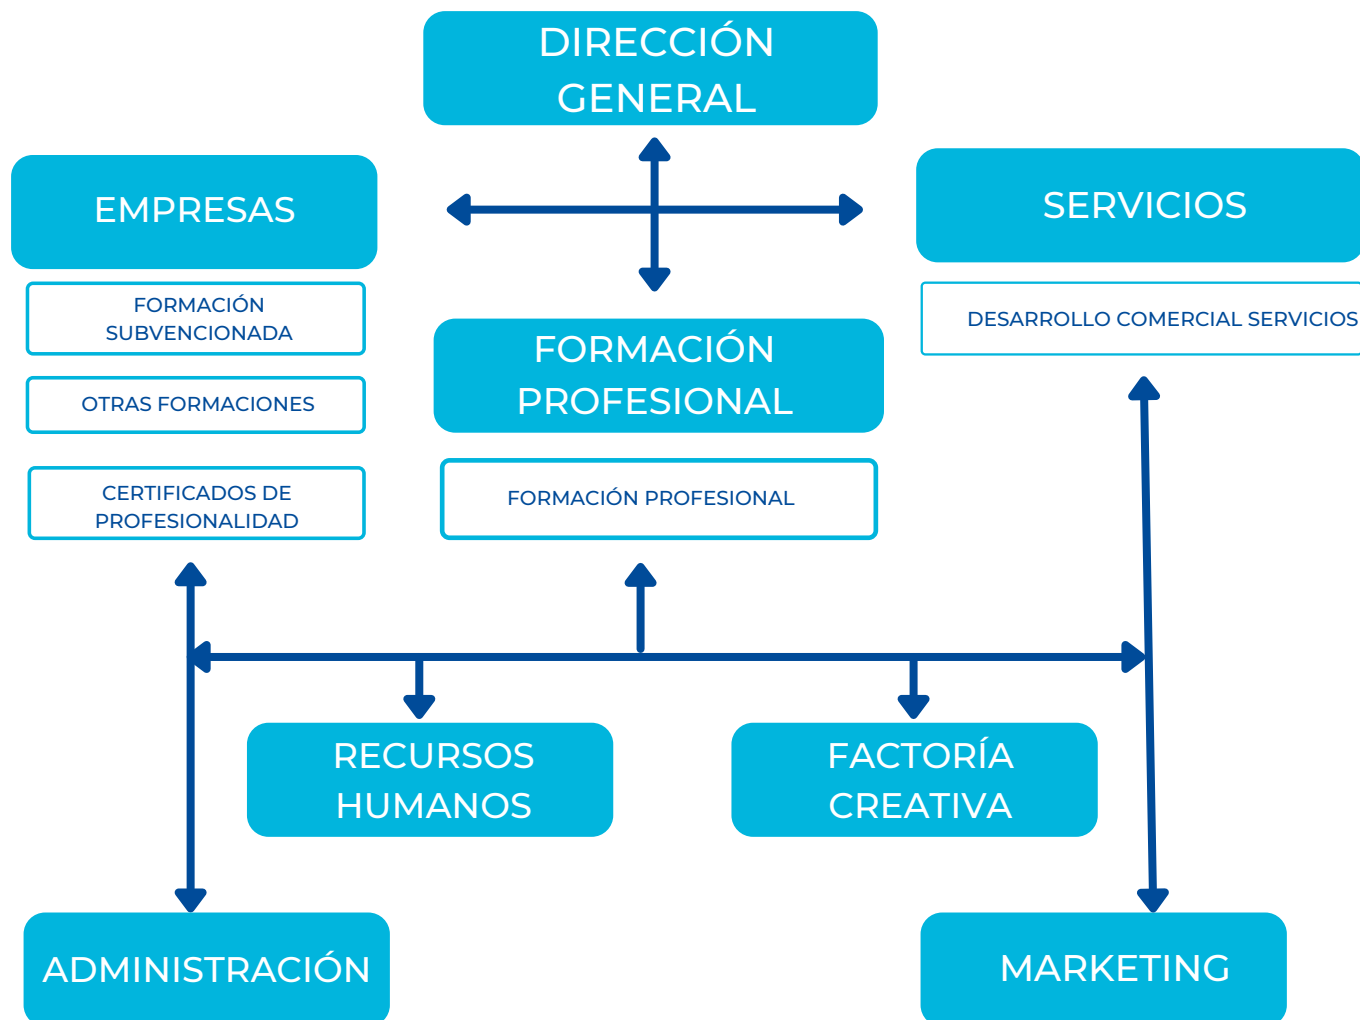 DIRECCIÓN
GENERAL
EMPRESAS
SERVICIOS
FORMACIÓN
SUBVENCIONADA
OTRAS FORMACIONES
CERTIFICADOS DE
PROFESIONALIDAD
FORMACIÓN
PROFESIONAL
FORMACIÓN PROFESIONAL
DESARROLLO COMERCIAL SERVICIOS
RECURSOS
HUMANOS
FACTORÍA
CREATIVA
ADMINISTRACIÓN
MARKETING